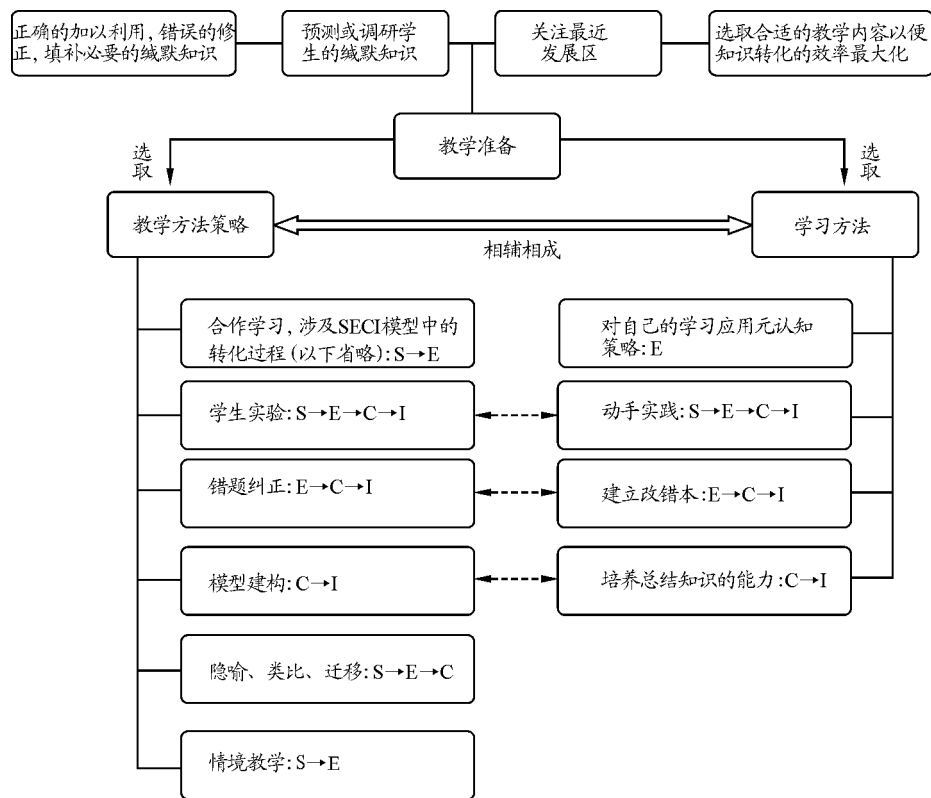 正确的加以利用,错误的修
正,填补必要的缄默知识
预测或调研学
生的缄默知识
关注最近
发展区
选取合适的教学内容以便
知识转化的效率最大化
教学准备
选取
选取
教学方法策略
学习方法
相辅相成
合作学习,涉及SECI模型中的
转化过程(以下省略):S→E
对自己的学习应用元认知
策略:E
学生实验:S→E→C→I
动手实践:S→E→C→I
错题纠正:E→C→I
建立改错本:E→C→I
模型建构:C→I
培养总结知识的能力:C→I
隐喻、类比、迁移:S→E→C
情境教学:S→E